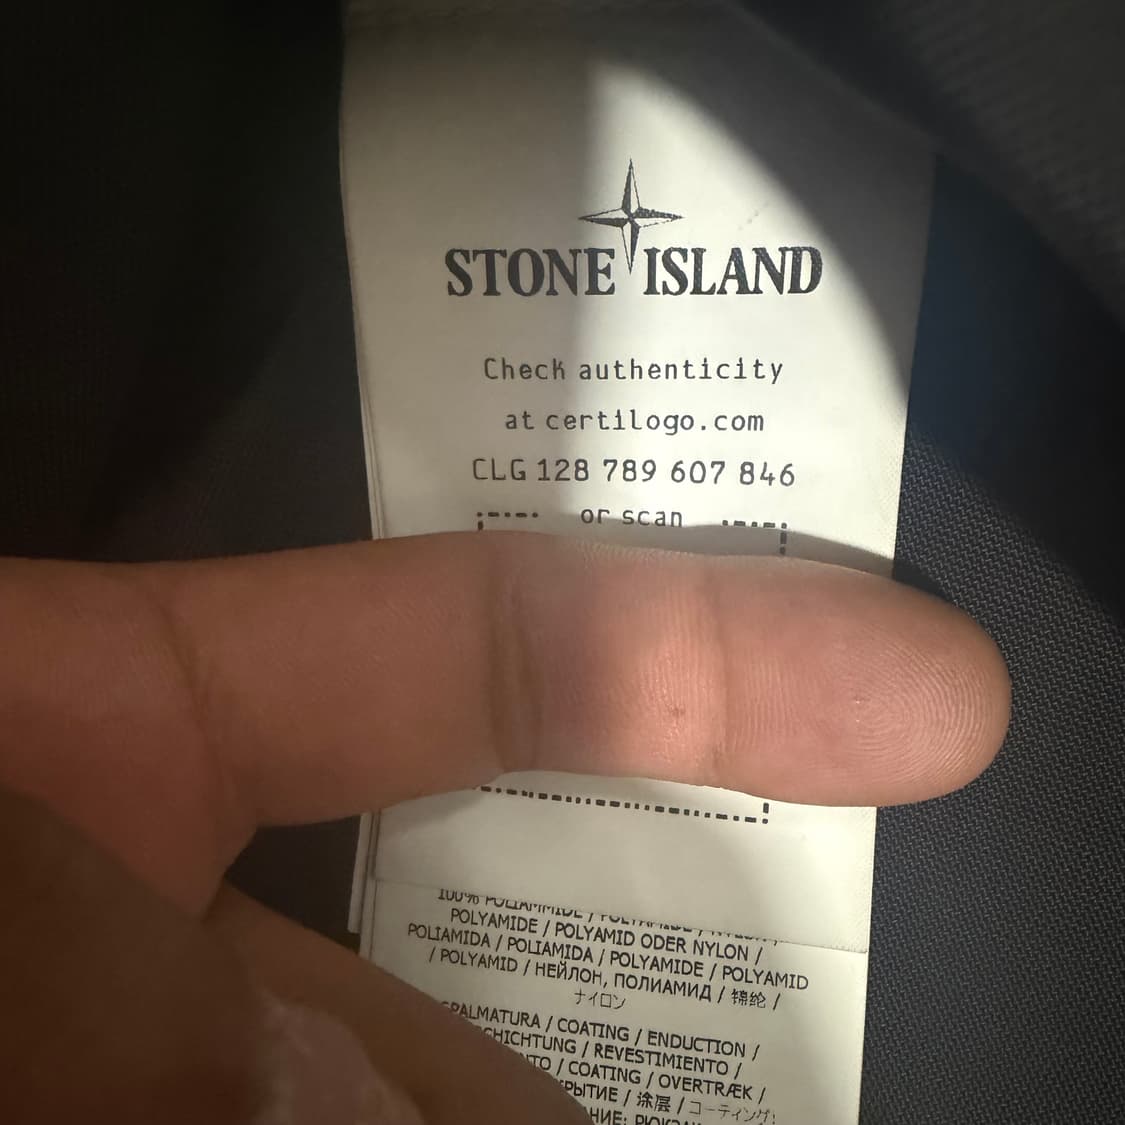 STONE ISLAND
Check authenticity
at certilogo.com
CLG 128 789 607 846
or scan
100% POLIAMMIDE /
POLYAMIDE / POLYAMID ODER NYLON /
POLIAMIDA / POLIAMIDA / POLYAMIDE / POLYAMID
/ POLYAMID / НЕЙЛОН, ПОЛИАМИД / 锦纶 /
ナイロン
SPALMATURA / COATING / ENDUCTION /
/ REVESTIMIENTO /
/ COATING / OVERTRÆK /
/ 涂层 / コーティング